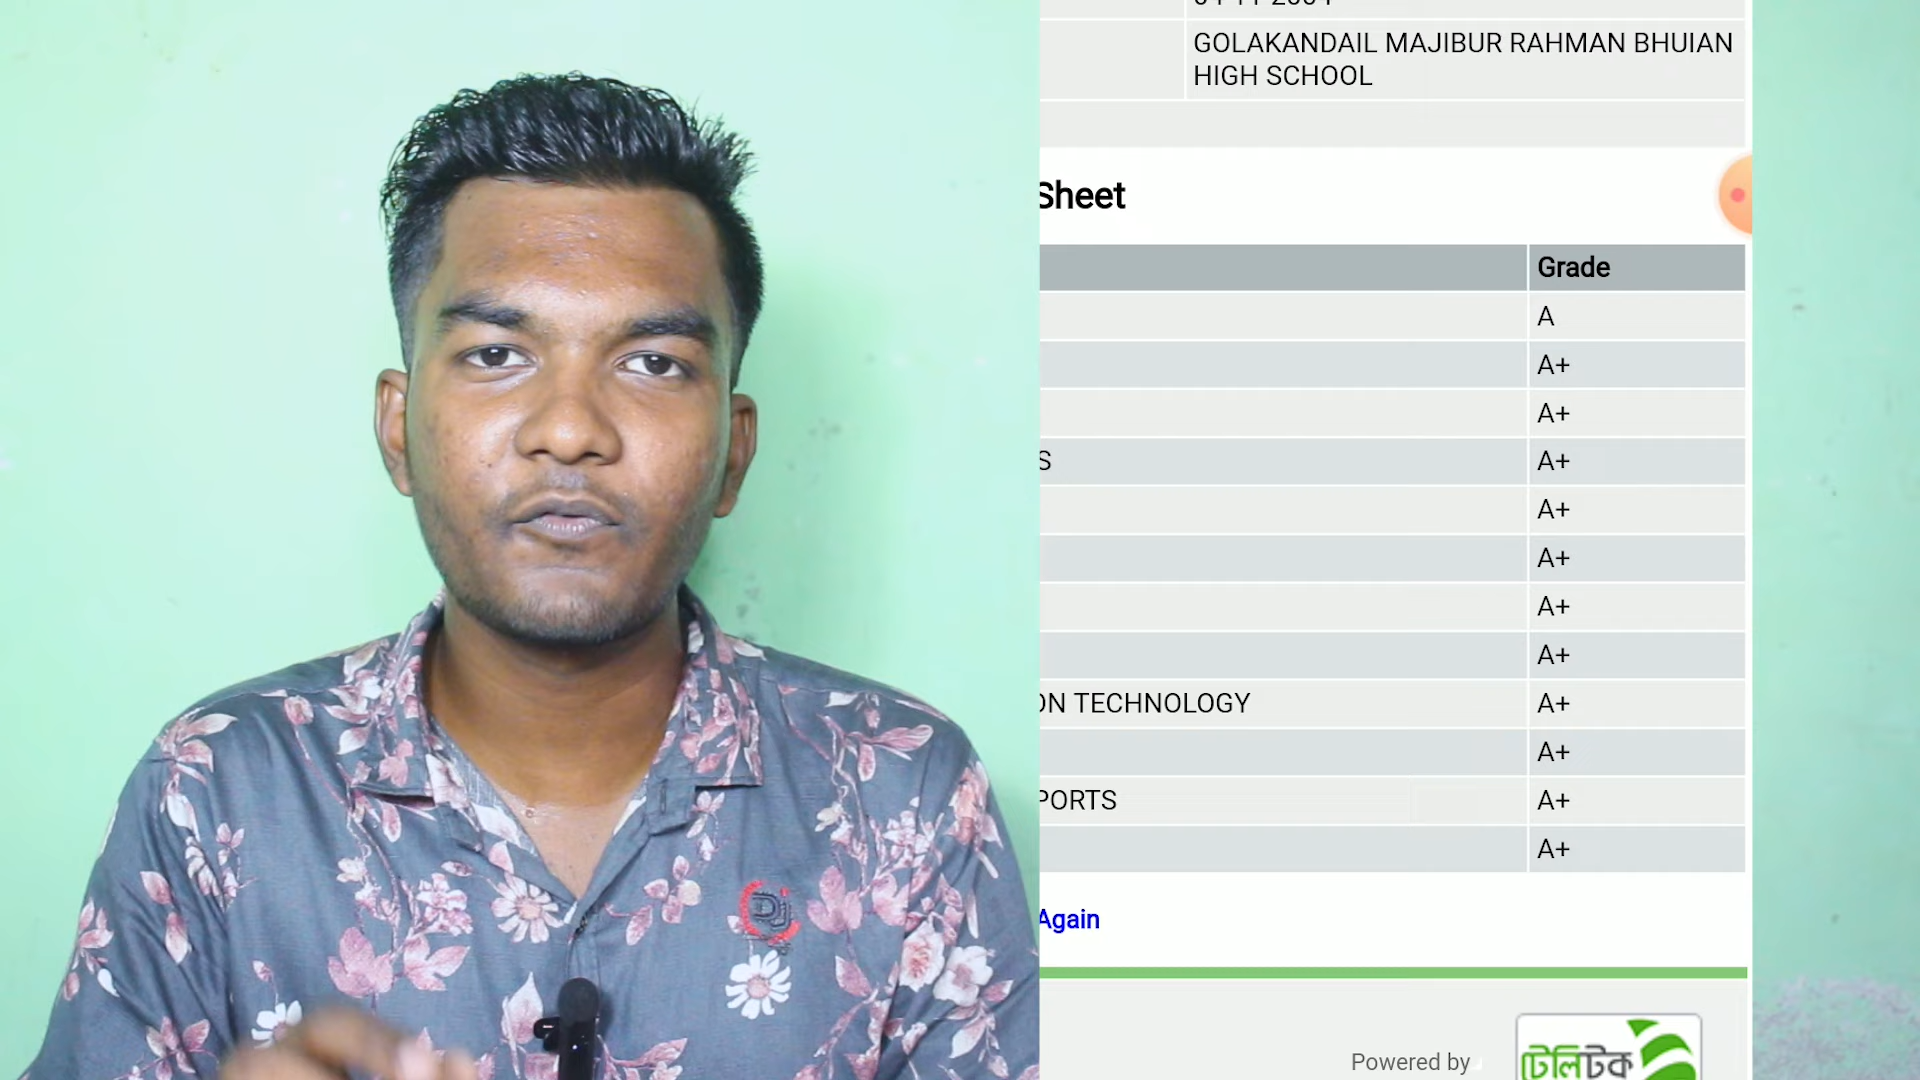 GOLAKANDAIL MAJIBUR RAHMAN BHUIAN
HIGH SCHOOL
Sheet
Grade
A
A+
A+
S A+
A+
A+
A+
A+
ON TECHNOLOGY A+
A+
PORTS A+
A+
Again
Powered by
টেলিটক